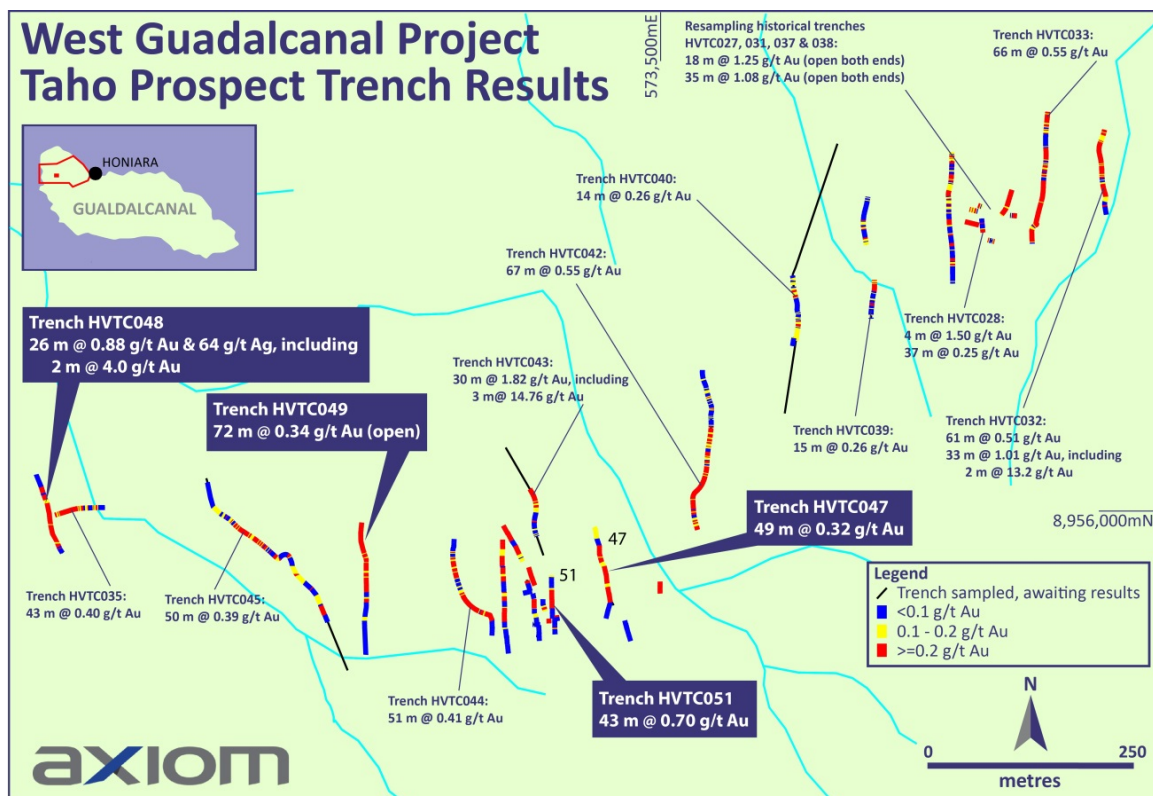 West Guadalcanal Project
Taho Prospect Trench Results
HONIARA
GUALDALCANAL
573,500mE
Resampling historical trenches
HVTC027, 031, 037 & 038:
18 m @ 1.25 g/t Au (open both ends)
35 m @ 1.08 g/t Au (open both ends)
Trench HVTC033:
66 m @ 0.55 g/t Au
Trench HVTC040:
14 m @ 0.26 g/t Au
Trench HVTC042:
67 m @ 0.55 g/t Au
Trench HVTC048
26 m @ 0.88 g/t Au & 64 g/t Ag, including
2 m @ 4.0 g/t Au
Trench HVTC043:
30 m @ 1.82 g/t Au, including
3 m@ 14.76 g/t Au
Trench HVTC028:
4 m @ 1.50 g/t Au
37 m @ 0.25 g/t Au
Trench HVTC049
72 m @ 0.34 g/t Au (open)
Trench HVTC039:
15 m @ 0.26 g/t Au
Trench HVTC032:
61 m @ 0.51 g/t Au
33 m @ 1.01 g/t Au, including
2 m @ 13.2 g/t Au
Trench HVTC047
49 m @ 0.32 g/t Au
47
51
8,956,000mN
Trench HVTC035:
43 m @ 0.40 g/t Au
Trench HVTC045:
50 m @ 0.39 g/t Au
Legend
Trench sampled, awaiting results
<0.1 g/t Au
0.1 - 0.2 g/t Au
>=0.2 g/t Au
Trench HVTC044:
51 m @ 0.41 g/t Au
Trench HVTC051
43 m @ 0.70 g/t Au
N
0
250
metres
axiom